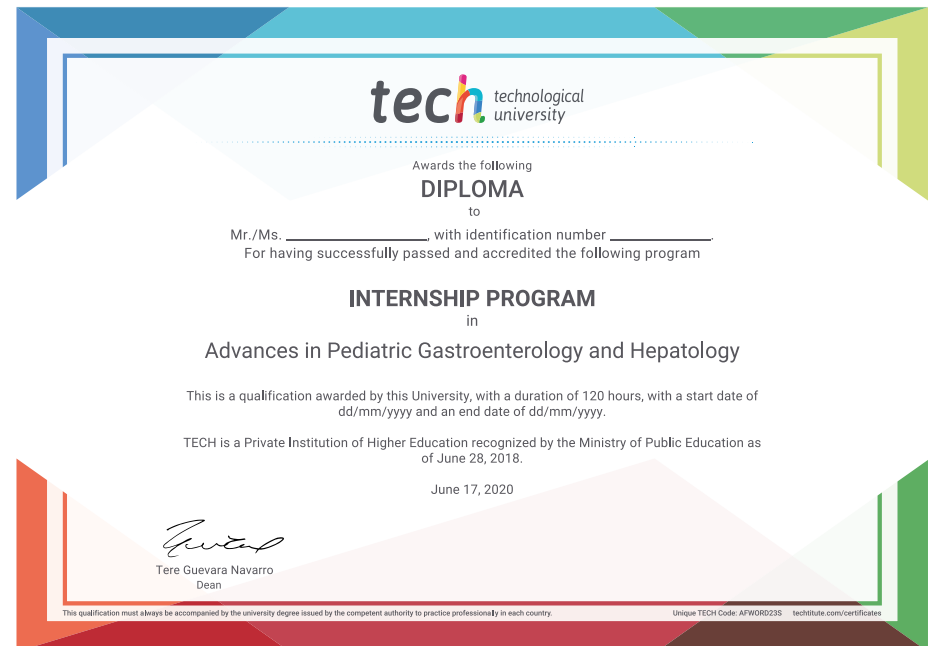 tech technological
university
Awards the following
DIPLOMA
to
Mr./Ms. ____________, with identification number ____________.
For having successfully passed and accredited the following program
INTERNSHIP PROGRAM
in
Advances in Pediatric Gastroenterology and Hepatology
This is a qualification awarded by this University, with a duration of 120 hours, with a start date of
dd/mm/yyyy and an end date of dd/mm/yyyy.
TECH is a Private Institution of Higher Education recognized by the Ministry of Public Education as
of June 28, 2018.
June 17, 2020
Tere Guevara Navarro
Dean
This qualification must always be accompanied by the university degree issued by the competent authority to practice professionally in each country. Unique TECH Code: AFWORD23S techtitute.com/certificates